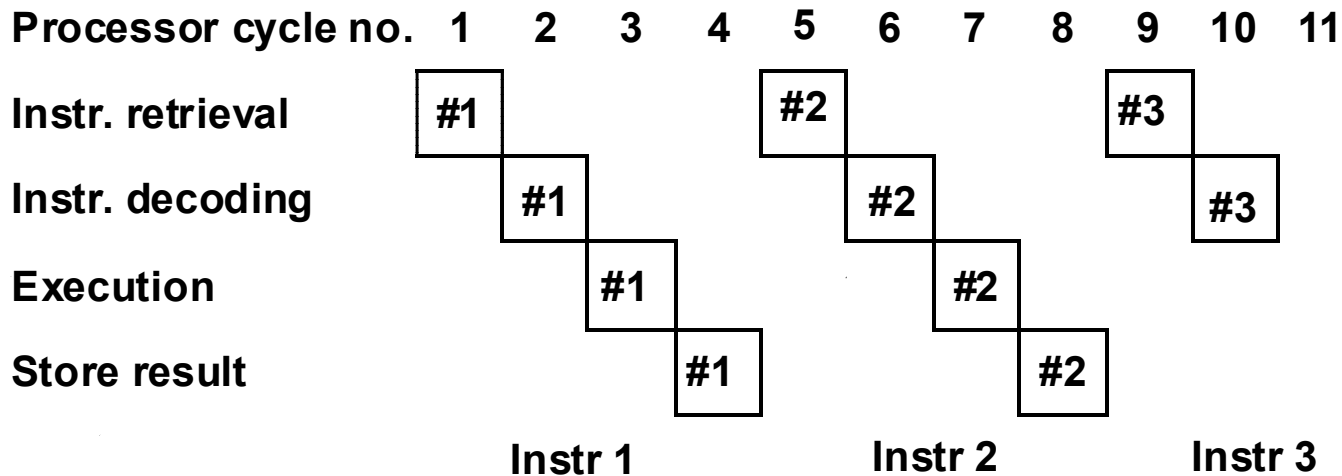 Processor cycle no. 1 2 3 4 5 6 7 8 9 10 11
Instr. retrieval #1 #2 #3
Instr. decoding #1 #2 #3
Execution #1 #2
Store result #1 #2
Instr 1 Instr 2 Instr 3